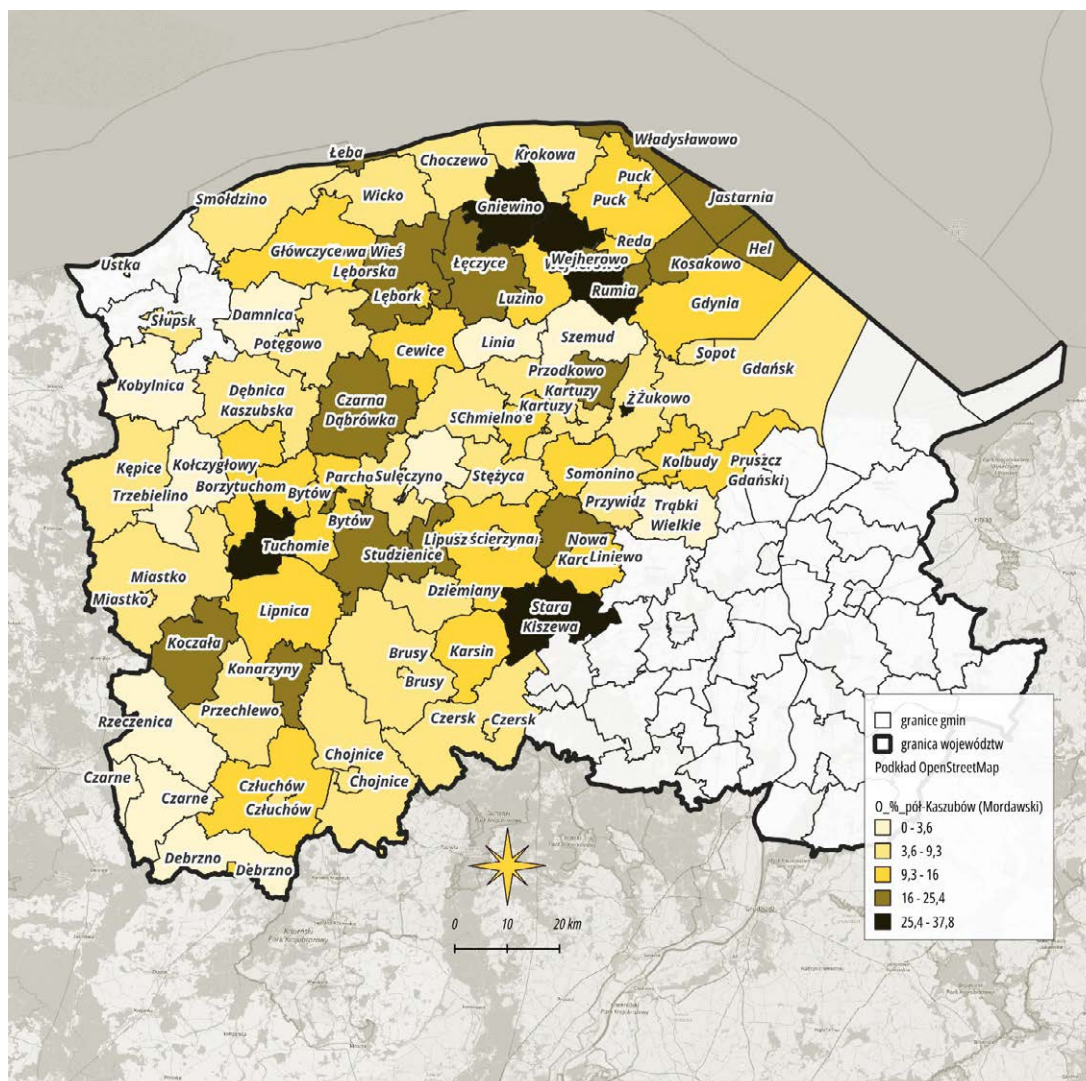 Władysławowo
Łeba
Choczewo
Krokowa
Puck
Wicko
Jastarnia
Smołdzino
Puck
Gniewino
Reda
Hel
Główczyce
Wieś
Łęczyce
Wejherowo
Kosakowo
Ustka
Lęborska
Lębork
Luzino
Rumia
Gdynia
Słupsk
Damnica
Potęgowo
Cewice
Linia
Szemud
Sopot
Gdańsk
Przodkowo
Kobylnica
Dębnica
Kaszubska
Czarna
Dąbrówka
Kartuzy
Kartuzy
Żukowo
Chmielno
Kępice
Kołczygłowy
Sulęczyno
Stężyca
Somonino
Kolbudy
Pruszcz
Gdański
Trzebielino
Borzytuchom
Bytów
Przywidz
Trąbki
Wielkie
Bytów
Tuchomie
Studzienice
Lipusz
Nowa
Liniewo
Miastko
Miastko
Dziemiany
Lipnica
Stara
Kiszewa
Koczała
Konarzyny
Brusy
Karsin
Brusy
Przechlewo
Rzeczenica
Czersk
Czersk
Chojnice
Czarne
Chojnice
Człuchów
Czarne
Człuchów
Debrzno
Debrzno
granice gmin
granica województw
Podkład OpenStreetMap
O_%_pół-Kaszubów (Mordawski)
0 - 3,6
3,6 - 9,3
9,3 - 16
16 - 25,4
25,4 - 37,8
0 10 20 km